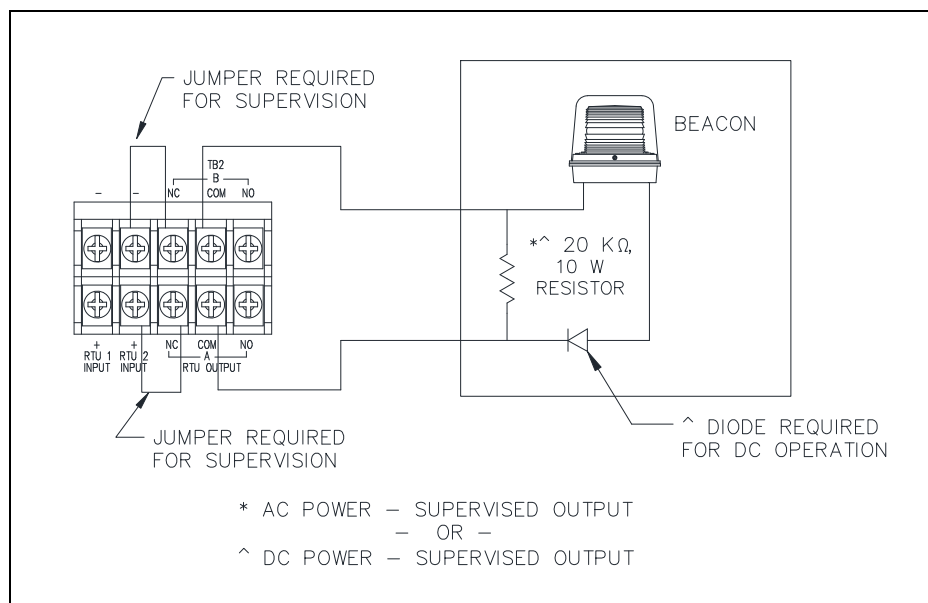 JUMPER REQUIRED
FOR SUPERVISION
BEACON
TB2
B
- - NC COM NO
*^ 20 KΩ,
10 W
RESISTOR
+ + NC COM NO
RTU 1 RTU 2 A
INPUT INPUT RTU OUTPUT
JUMPER REQUIRED
FOR SUPERVISION
^ DIODE REQUIRED
FOR DC OPERATION
* AC POWER – SUPERVISED OUTPUT
– OR –
^ DC POWER – SUPERVISED OUTPUT